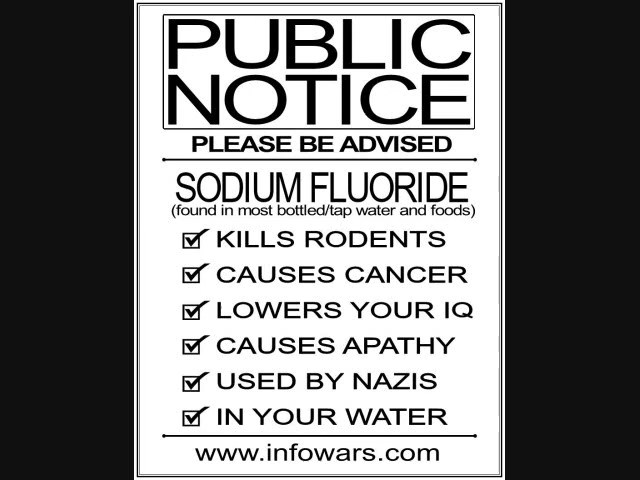 PUBLIC
NOTICE
PLEASE BE ADVISED
SODIUM FLUORIDE
(found in most bottled/tap water and foods)
KILLS RODENTS
CAUSES CANCER
LOWERS YOUR IQ
CAUSES APATHY
USED BY NAZIS
IN YOUR WATER
www.infowars.com